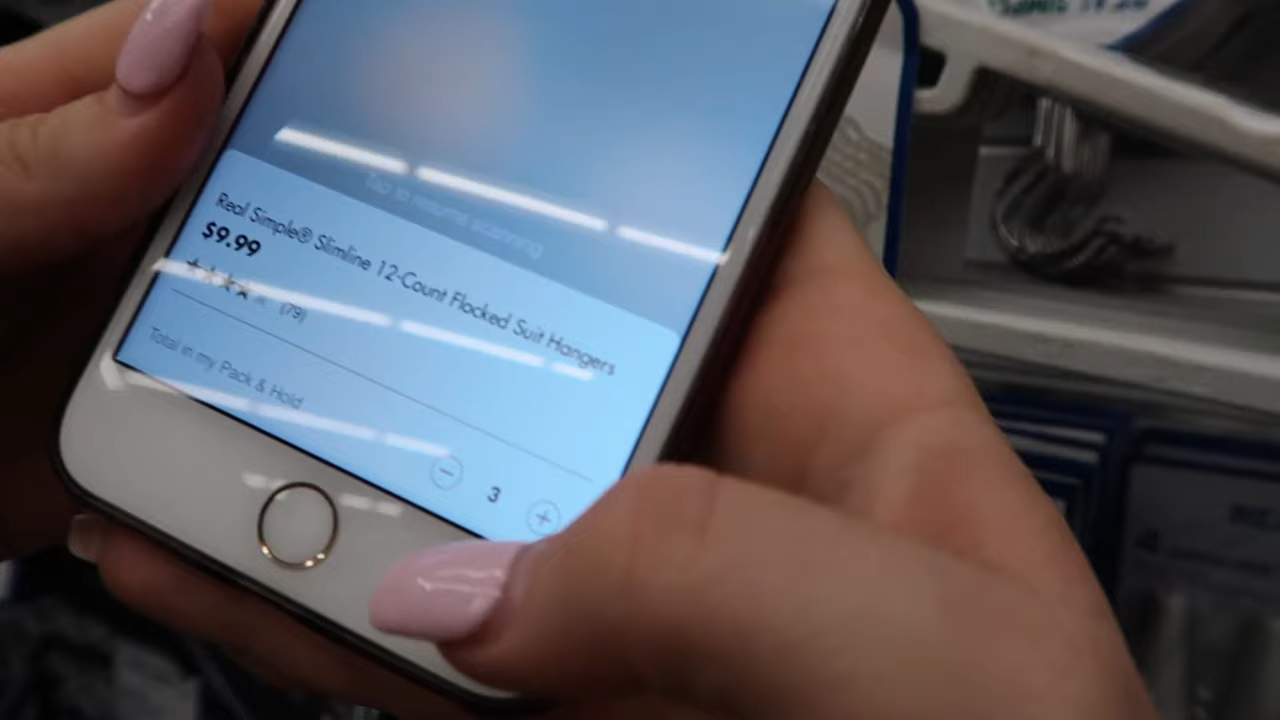 Tap to resume scanning
Real Simple® Slimline 12-Count Flocked Suit Hangers
$9.99
(79)
Total in my Pack & Hold
3